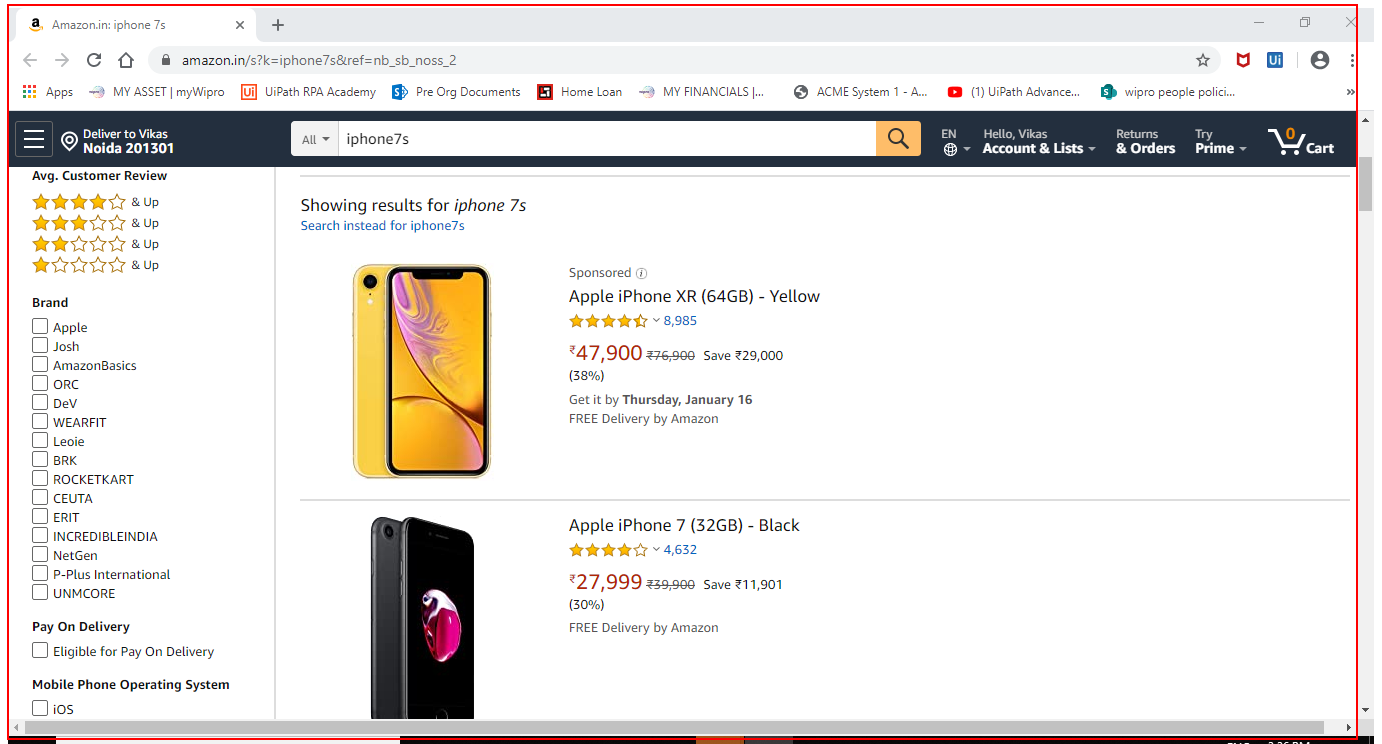 Amazon.in: iphone 7s
amazon.in/s?k=iphone7s&ref=nb_sb_noss_2
Ui
Apps MY ASSET | myWipro Ui UiPath RPA Academy Pre Org Documents Home Loan MY FINANCIALS |... ACME System 1 - A... (1) UiPath Advance... wipro people polici... »
Deliver to Vikas
Noida 201301
All
iphone7s
EN
Hello, Vikas
Account & Lists
Returns
& Orders
Try
Prime
0
Cart
Avg. Customer Review
& Up
& Up
& Up
& Up
Brand
Apple
Josh
AmazonBasics
ORC
DeV
WEARFIT
Leoie
BRK
ROCKETKART
CEUTA
ERIT
INCREDIBLEINDIA
NetGen
P-Plus International
UNMCORE
Pay On Delivery
Eligible for Pay On Delivery
Mobile Phone Operating System
iOS
Showing results for iphone 7s
Search instead for iphone7s
Sponsored
Apple iPhone XR (64GB) - Yellow
8,985
₹47,900 ₹76,900 Save ₹29,000
(38%)
Get it by Thursday, January 16
FREE Delivery by Amazon
Apple iPhone 7 (32GB) - Black
4,632
₹27,999 ₹39,900 Save ₹11,901
(30%)
FREE Delivery by Amazon